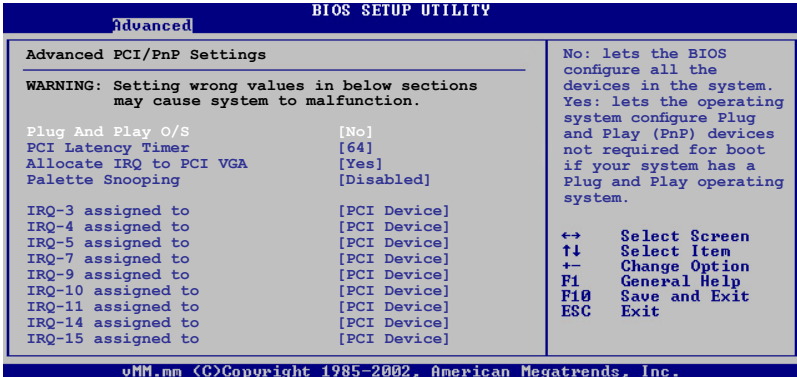 BIOS SETUP UTILITY
Advanced
Advanced PCI/PnP Settings
WARNING: Setting wrong values in below sections
may cause system to malfunction.
Plug And Play O/S [No]
PCI Latency Timer [64]
Allocate IRQ to PCI VGA [Yes]
Palette Snooping [Disabled]
IRQ-3 assigned to [PCI Device]
IRQ-4 assigned to [PCI Device]
IRQ-5 assigned to [PCI Device]
IRQ-7 assigned to [PCI Device]
IRQ-9 assigned to [PCI Device]
IRQ-10 assigned to [PCI Device]
IRQ-11 assigned to [PCI Device]
IRQ-14 assigned to [PCI Device]
IRQ-15 assigned to [PCI Device]
No: lets the BIOS
configure all the
devices in the system.
Yes: lets the operating
system configure Plug
and Play (PnP) devices
not required for boot
if your system has a
Plug and Play operating
system.
↔ Select Screen
↑↓ Select Item
+- Change Option
F1 General Help
F10 Save and Exit
ESC Exit
vMM.mm (C)Copyright 1985-2002, American Megatrends, Inc.